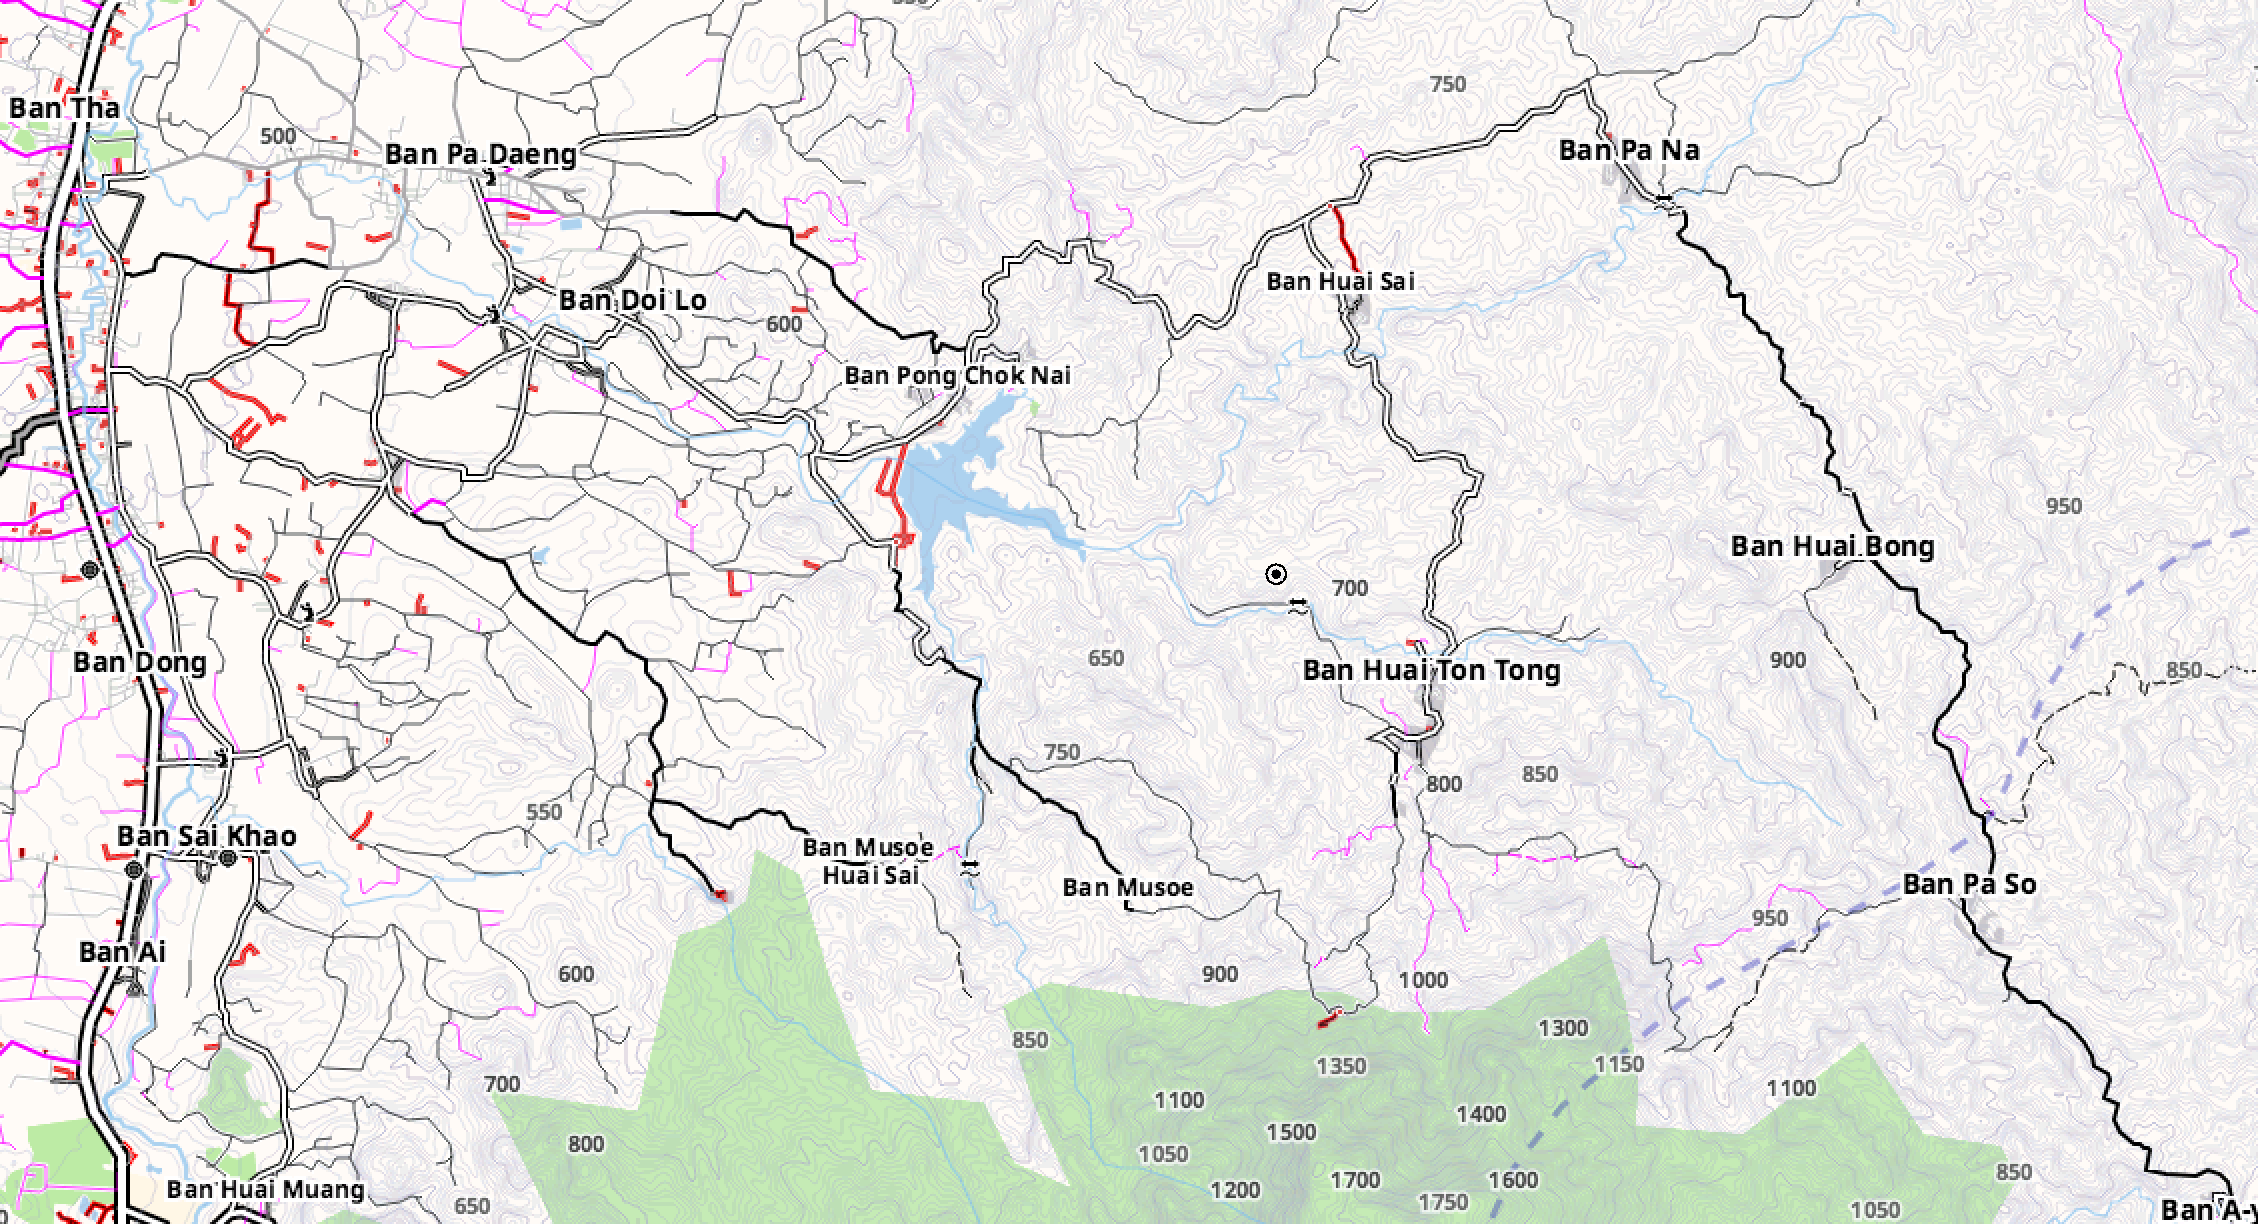 Ban Tha
500
Ban Pa Daeng
750
Ban Pa Na
Ban Doi Lo
600
Ban Huai Sai
Ban Pong Chok Nai
950
Ban Huai Bong
700
Ban Dong
650
Ban Huai Ton Tong
900
850
750
800
850
550
Ban Sai Khao
Ban Musoe
Huai Sai
Ban Musoe
Ban Pa So
950
Ban Ai
600
900
1000
850
1300
1350
1150
700
1100
1100
1400
800
1500
1050
850
Ban Huai Muang
650
1200
1700
1600
1750
1050
Ban A-y